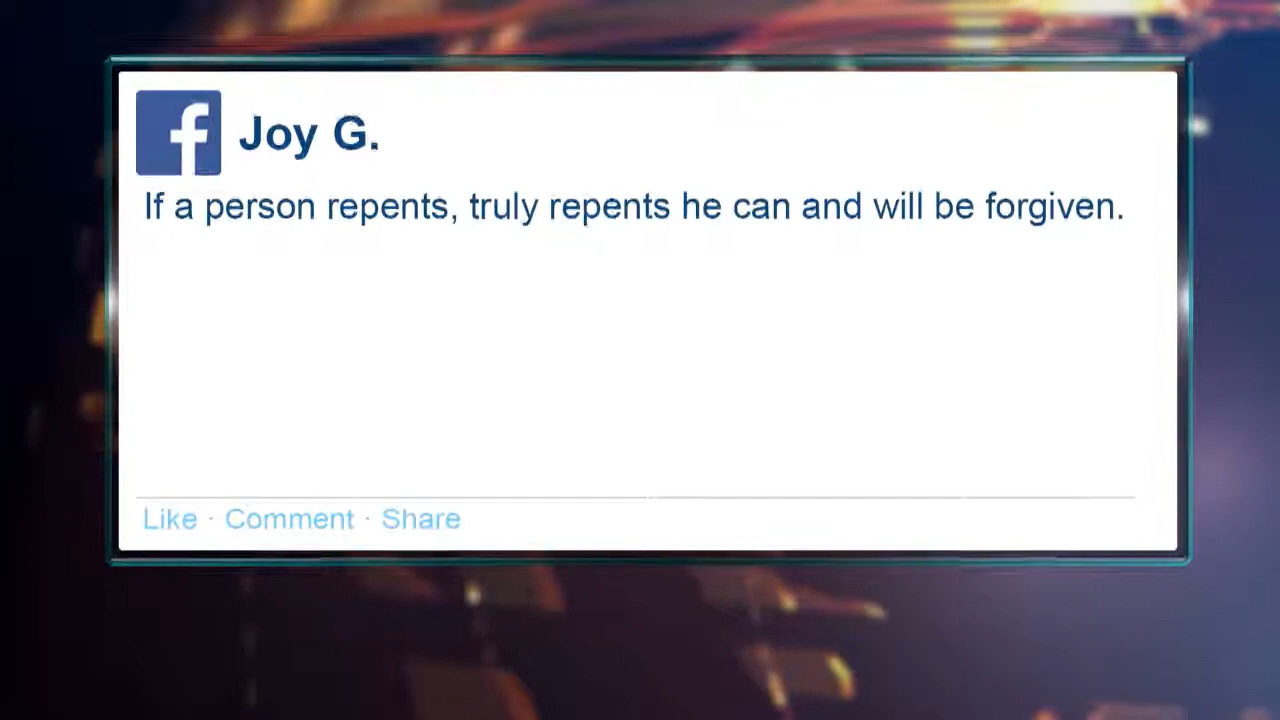 f Joy G.
If a person repents, truly repents he can and will be forgiven.
Like · Comment · Share